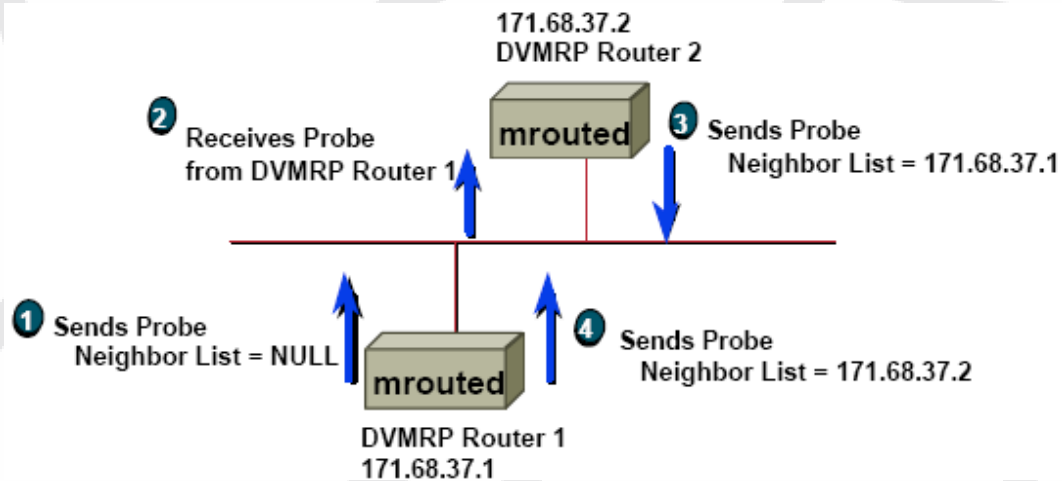 171.68.37.2
DVMRP Router 2
mrouted
2
Receives Probe
from DVMRP Router 1
3
Sends Probe
Neighbor List = 171.68.37.1
1
Sends Probe
Neighbor List = NULL
mrouted
4
Sends Probe
Neighbor List = 171.68.37.2
DVMRP Router 1
171.68.37.1